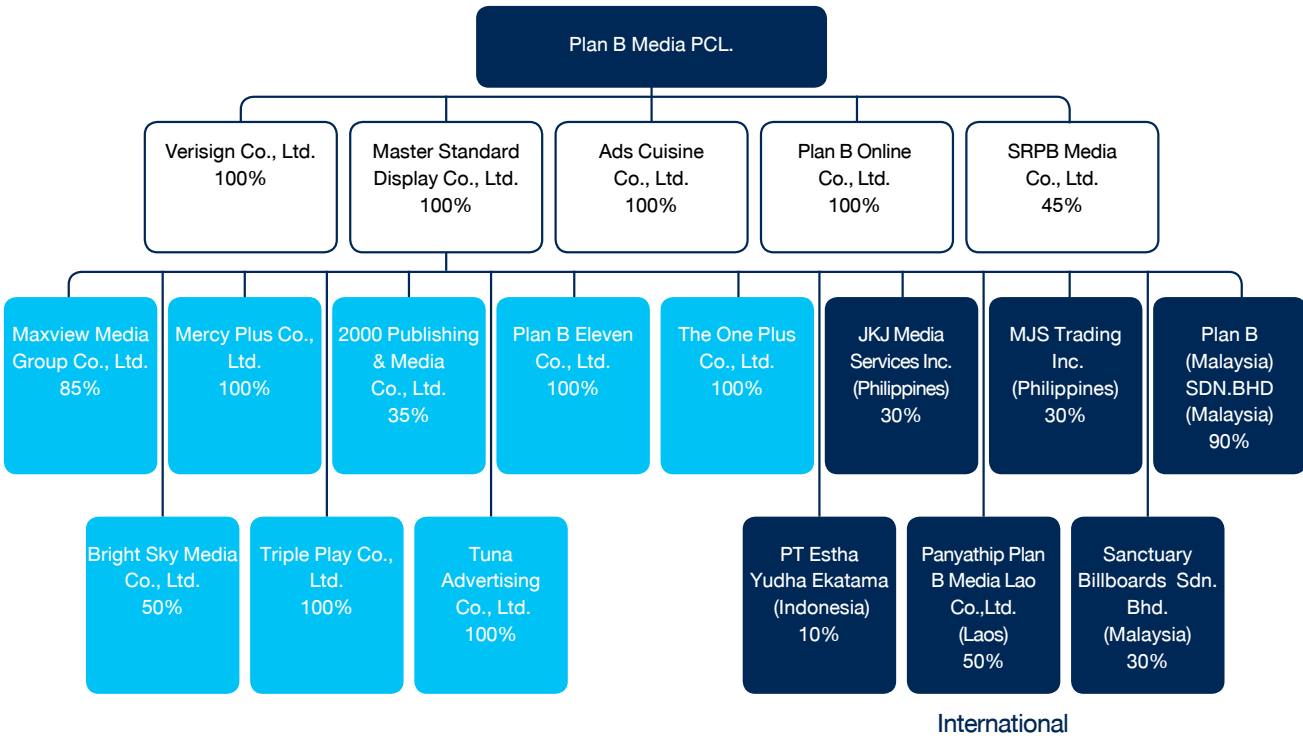 Plan B Media PCL.
Verisign Co., Ltd.
100%
Master Standard
Display Co., Ltd.
100%
Ads Cuisine
Co., Ltd.
100%
Plan B Online
Co., Ltd.
100%
SRPB Media
Co., Ltd.
45%
Maxview Media
Group Co., Ltd.
85%
Mercy Plus Co.,
Ltd.
100%
2000 Publishing
& Media
Co., Ltd.
35%
Plan B Eleven
Co., Ltd.
100%
The One Plus
Co., Ltd.
100%
JKJ Media
Services Inc.
(Philippines)
30%
MJS Trading
Inc.
(Philippines)
30%
Plan B
(Malaysia)
SDN.BHD
(Malaysia)
90%
Bright Sky Media
Co., Ltd.
50%
Triple Play Co.,
Ltd.
100%
Tuna
Advertising
Co., Ltd.
100%
PT Estha
Yudha Ekatama
(Indonesia)
10%
Panyathip Plan
B Media Lao
Co.,Ltd.
(Laos)
50%
Sanctuary
Billboards Sdn.
Bhd.
(Malaysia)
30%
International